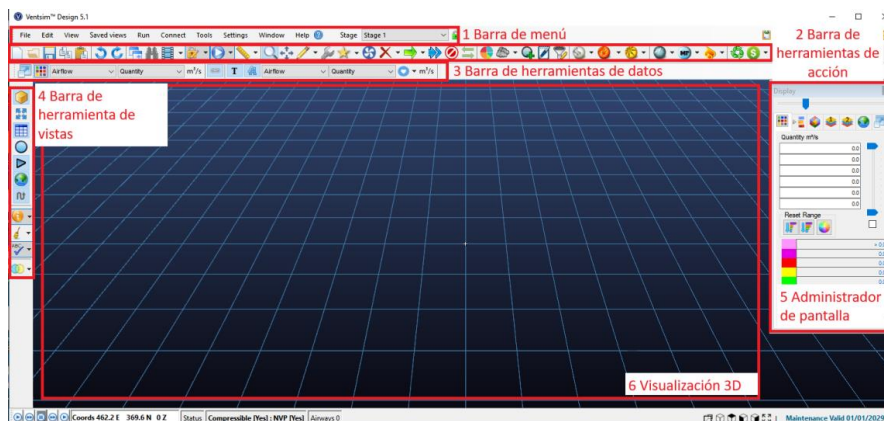 Ventsim™ Design 5.1
File Edit View Saved views Run Connect Tools Settings Window Help Stage Stage 1
1 Barra de menú
2 Barra de
herramientas de
acción
Airflow Quantity m³/s T Airflow Quantity m³/s
3 Barra de herramientas de datos
4 Barra de
herramienta de
vistas
ABC
Display
Quantity m³/s
0.0
0.0
0.0
0.0
0.0
Reset Range
5 Administrador
de pantalla
6 Visualización 3D
Coords 462.2 E 369.6 N 0 Z Status Compressible [Yes] : NVP [Yes] Airways 0
Maintenance Valid 01/01/2029